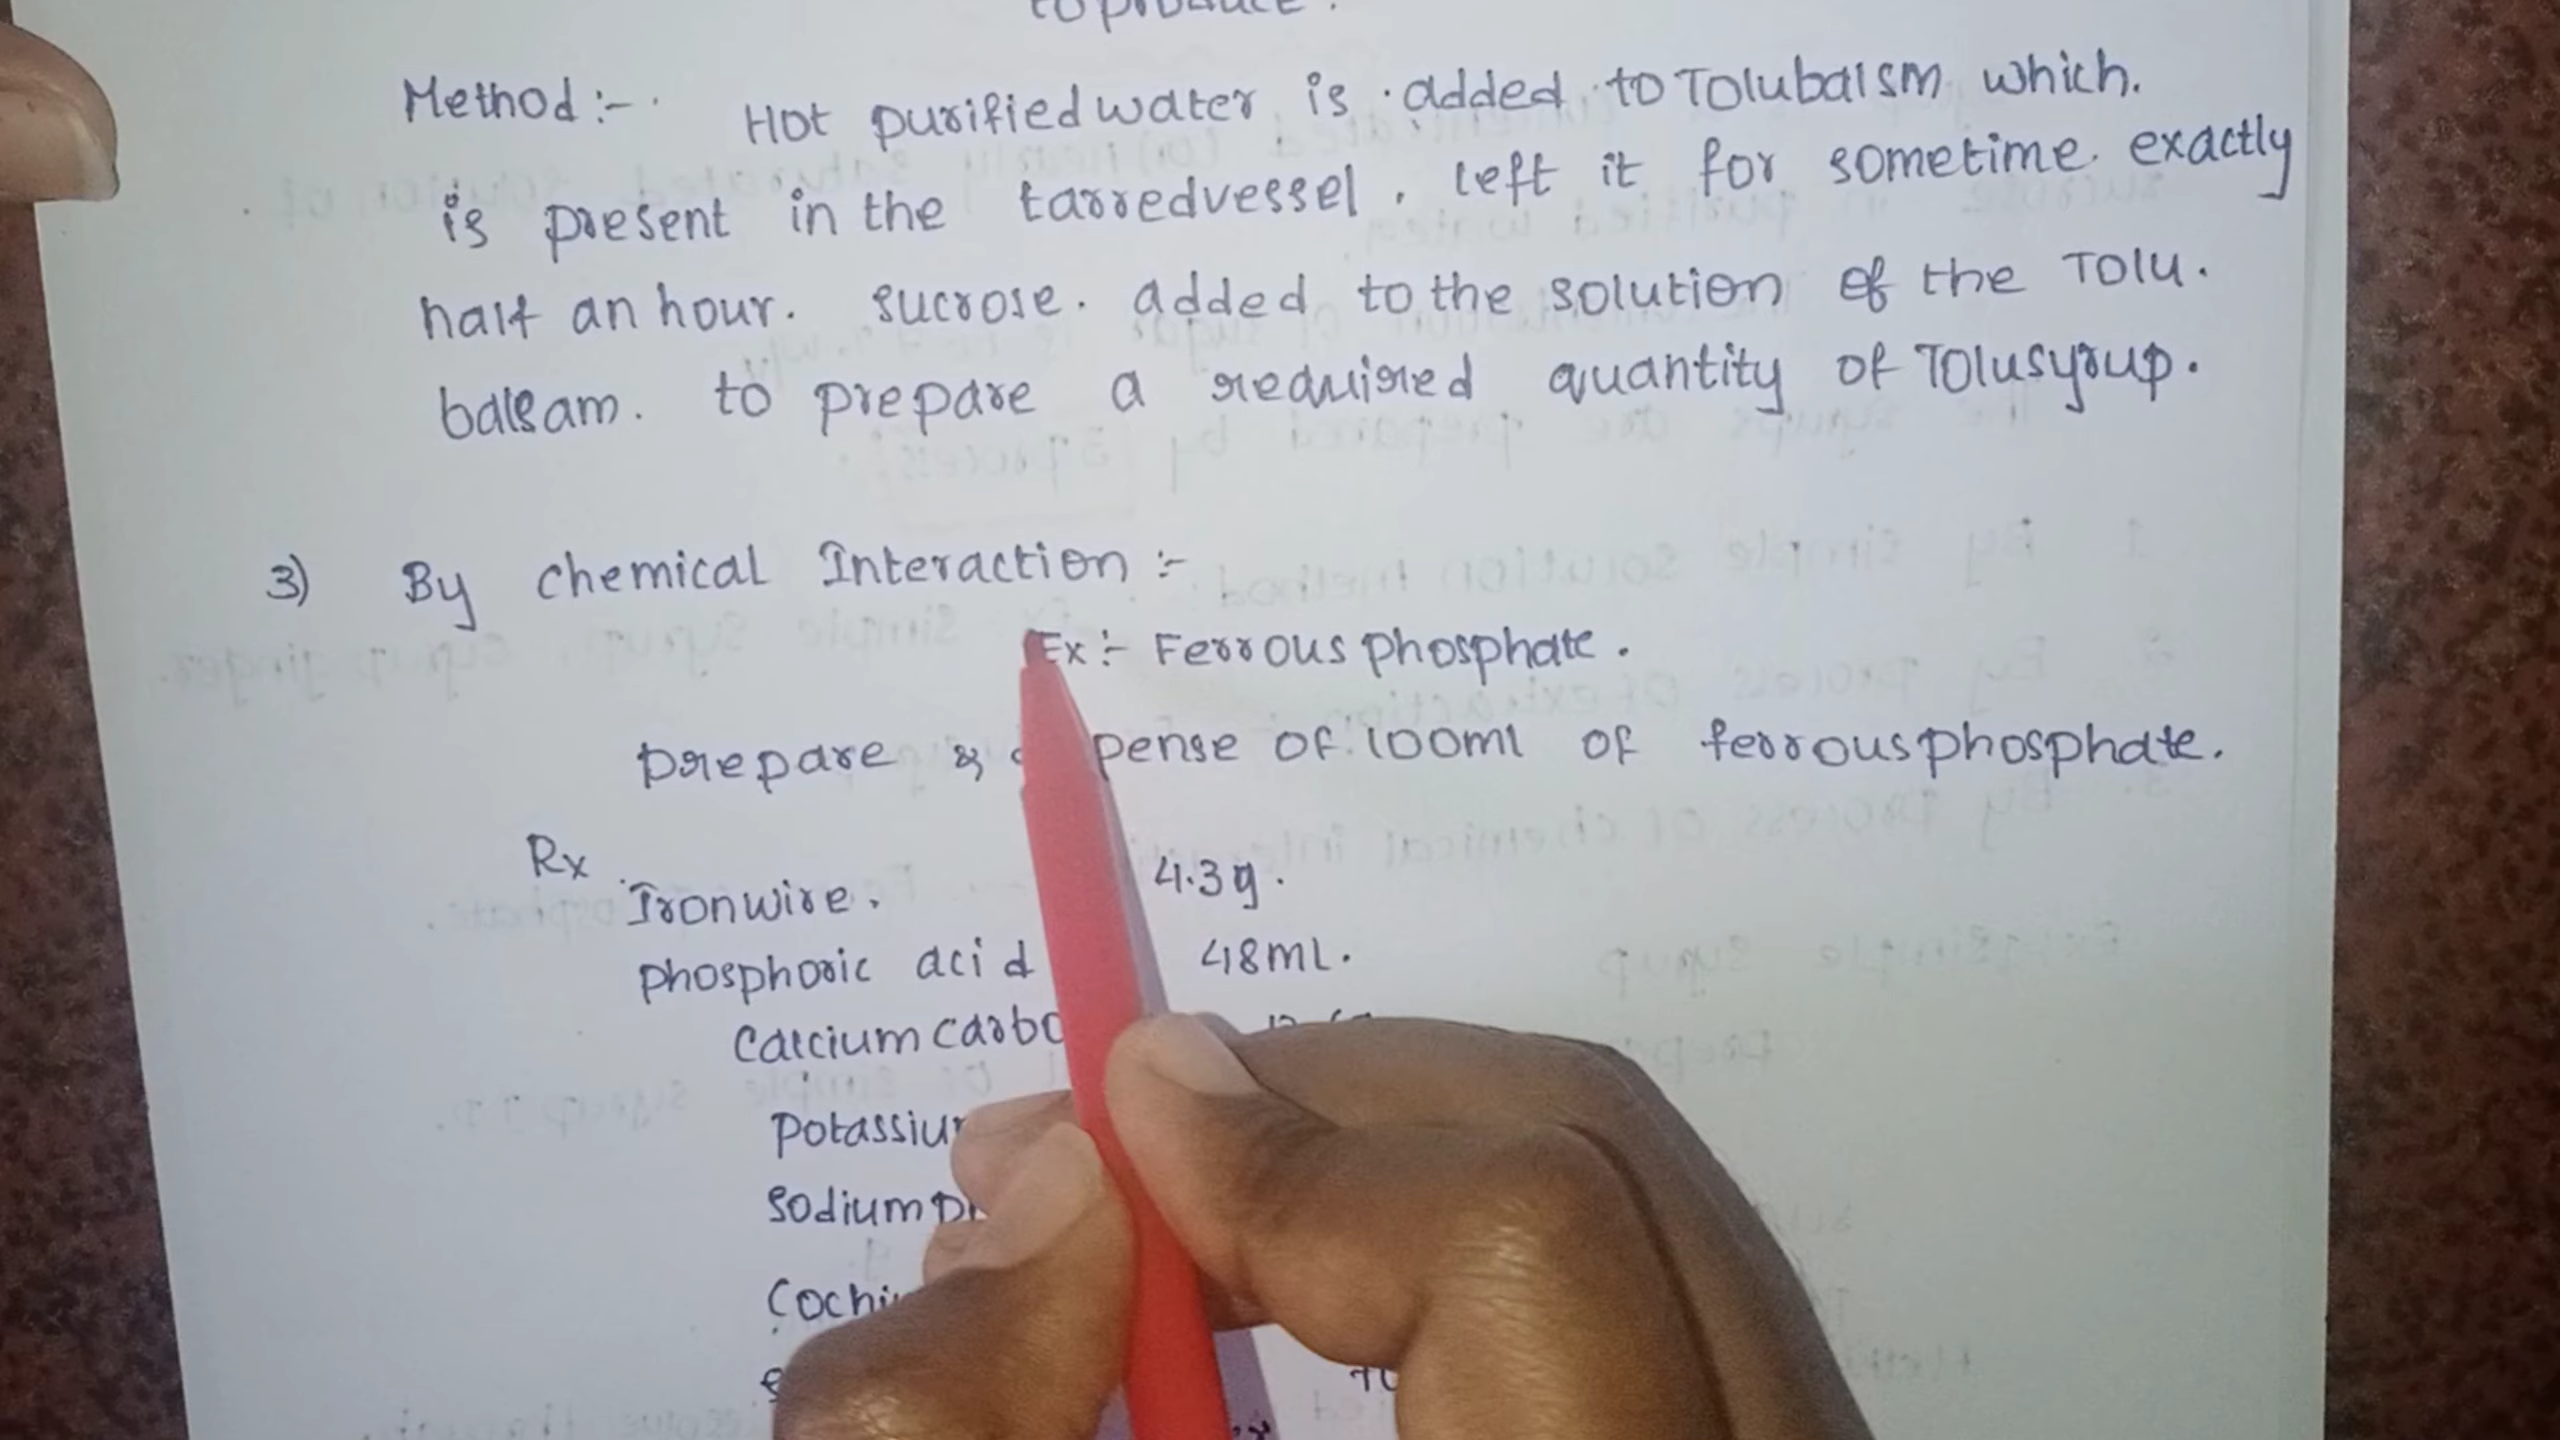 to produce.
Method :- Hot purified water is added to Tolubalsm which.
is present in the tarredvessel. left it for sometime exactly
half an hour. sucrose. added to the solution of the Tolu.
balsam. to prepare a required quantity of Tolusyrup.
3) By chemical Interaction :-
Ex :- Ferrous phosphate.
prepare & pense of 100ml of ferrousphosphate.
Rx
Ironwire. 4.3g.
phosphoric acid 48ml.
Calcium carbo
Potassiu
Sodium p
Cochi